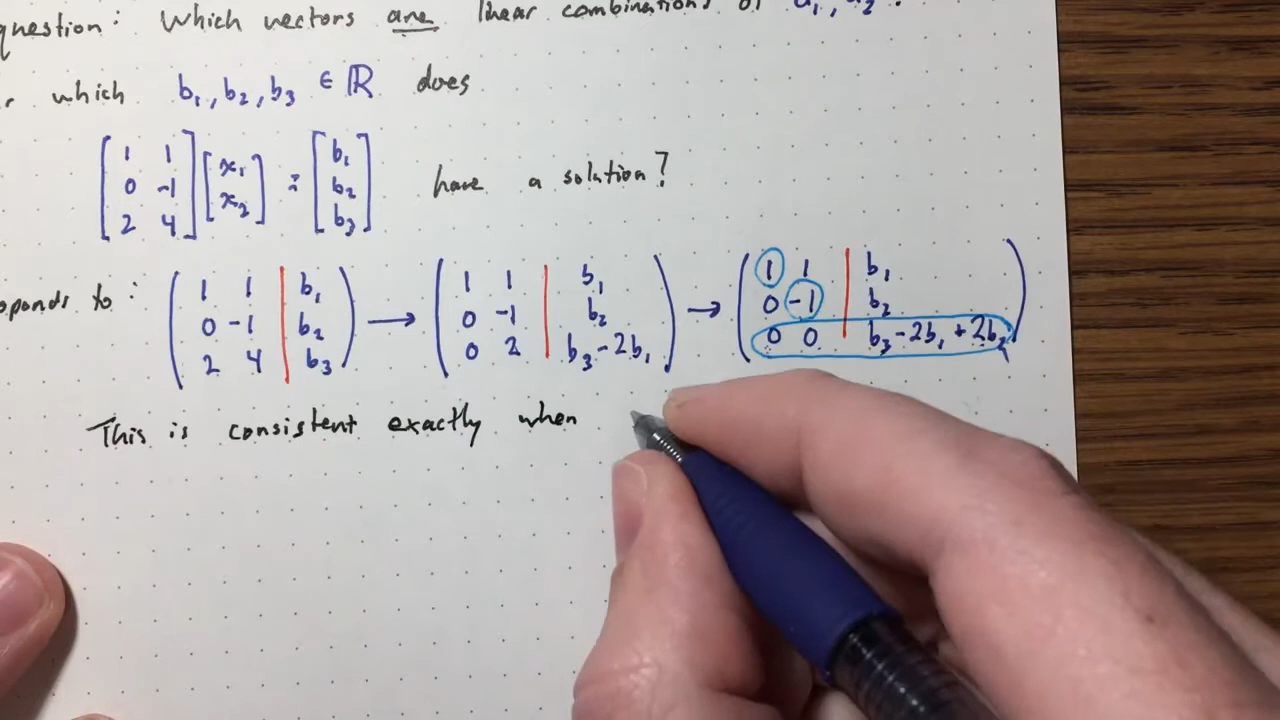 question: Which vectors are linear combinations of a₁, a₂ ?
which b₁, b₂, b₃ ∈ ℝ does
[1 1; 0 -1; 2 4] [x₁; x₂] = [b₁; b₂; b₃] have a solution?
to: (1 1 | b₁; 0 -1 | b₂; 2 4 | b₃) → (1 1 | b₁; 0 -1 | b₂; 0 2 | b₃-2b₁) → (1 1 | b₁; 0 -1 | b₂; 0 0 | b₃-2b₁+2b₂)
This is consistent exactly when